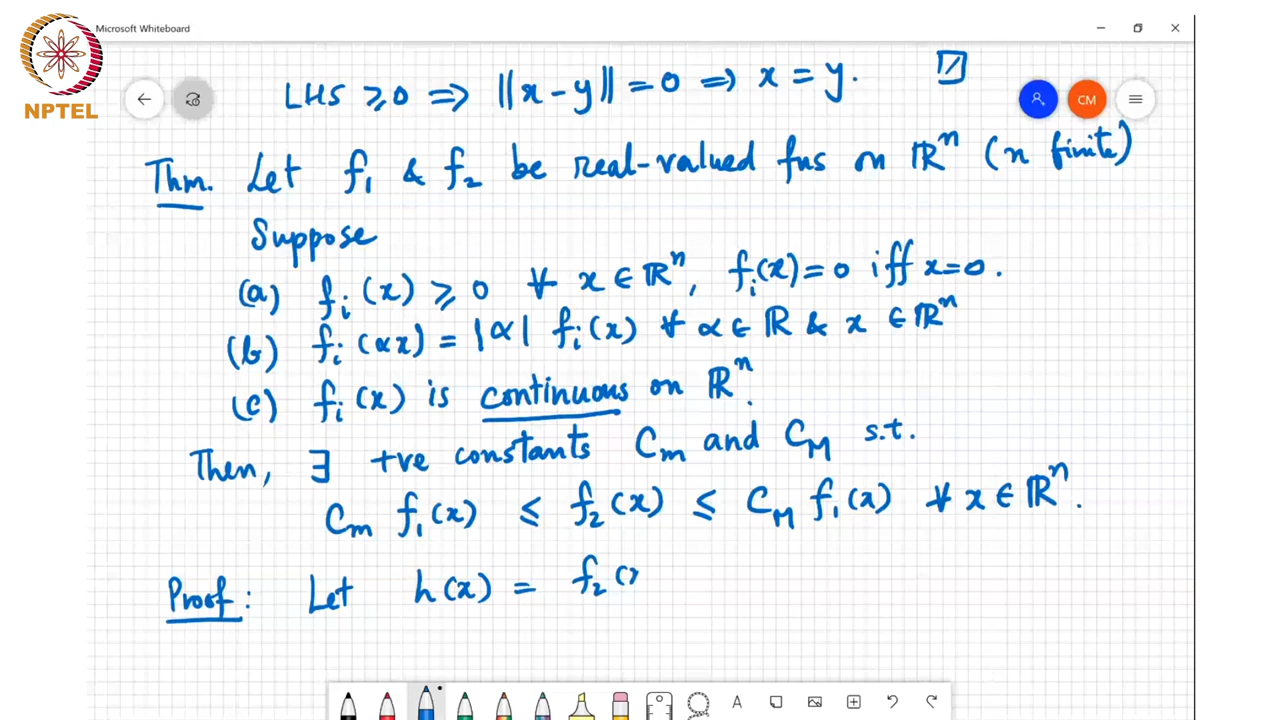 Microsoft Whiteboard
NPTEL
CM
LHS ⩾ 0 ⟹ ||x - y|| = 0 ⟹ x = y.
Thm. Let f₁ & f₂ be real-valued fns on ℝⁿ (n finite)
Suppose
(a) fᵢ(x) ⩾ 0 ∀ x ∈ ℝⁿ, fᵢ(x) = 0 iff x = 0.
(b) fᵢ(αx) = |α| fᵢ(x) ∀ α ∈ ℝ & x ∈ ℝⁿ
(c) fᵢ(x) is continuous on ℝⁿ.
Then, ∃ +ve constants Cₘ and C_M s.t.
Cₘ f₁(x) ⩽ f₂(x) ⩽ C_M f₁(x) ∀ x ∈ ℝⁿ.
Proof: Let h(x) = f₂(x
A